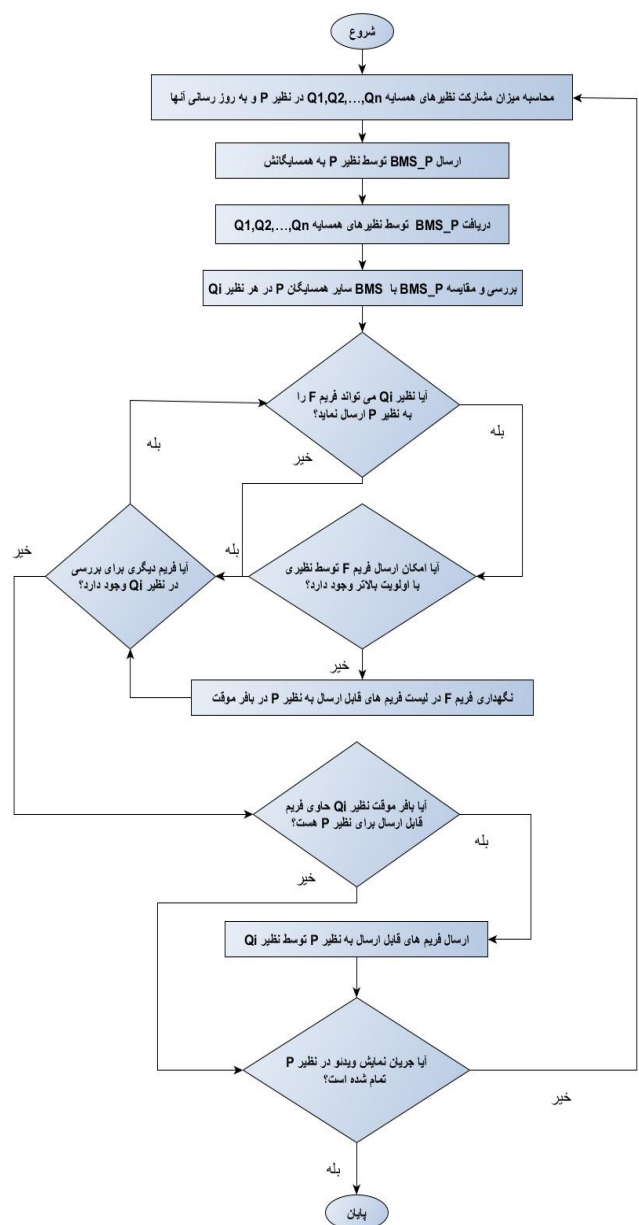 شروع
محاسبه میزان مشارکت نظیرهای همسایه Q1,Q2,…,Qn در نظیر P و به روز رسانی آنها
ارسال BMS_P توسط نظیر P به همسایگانش
دریافت BMS_P توسط نظیرهای همسایه Q1,Q2,…,Qn
بررسی و مقایسه BMS_P با BMS سایر همسایگان P در هر نظیر Qi
آیا نظیر Qi می تواند فریم F را
به نظیر P ارسال نماید؟
بله
بله
خیر
خیر
بله
آیا فریم دیگری برای بررسی
در نظیر Qi وجود دارد؟
آیا امکان ارسال فریم F توسط نظیری
با اولویت بالاتر وجود دارد؟
خیر
نگهداری فریم F در لیست فریم های قابل ارسال به نظیر P در بافر موقت
آیا بافر موقت نظیر Qi حاوی فریم
قابل ارسال برای نظیر P هست؟
بله
خیر
ارسال فریم های قابل ارسال به نظیر P توسط نظیر Qi
آیا جریان نمایش ویدئو در نظیر P
تمام شده است؟
خیر
بله
پایان